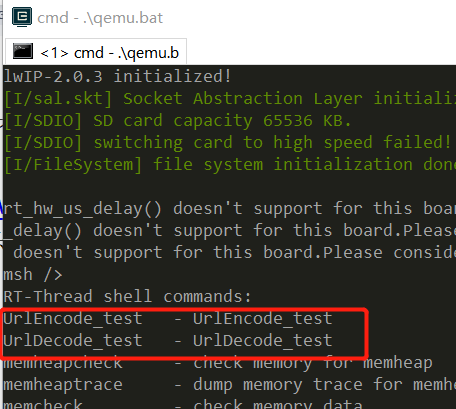 cmd - .\qemu.bat
<1> cmd - .\qemu.b
lwIP-2.0.3 initialized!
[I/sal.skt] Socket Abstraction Layer initiali
[I/SDIO] SD card capacity 65536 KB.
[I/SDIO] switching card to high speed failed!
[I/FileSystem] file system initialization done
rt_hw_us_delay() doesn't support for this boar
_delay() doesn't support for this board.Please
doesn't support for this board.Please consid
msh />
RT-Thread shell commands:
UrlEncode_test - UrlEncode_test
UrlDecode_test - UrlDecode_test
memheapcheck - check memory for memheap
memheaptrace - dump memory trace for memhe
memcheck - check memory data